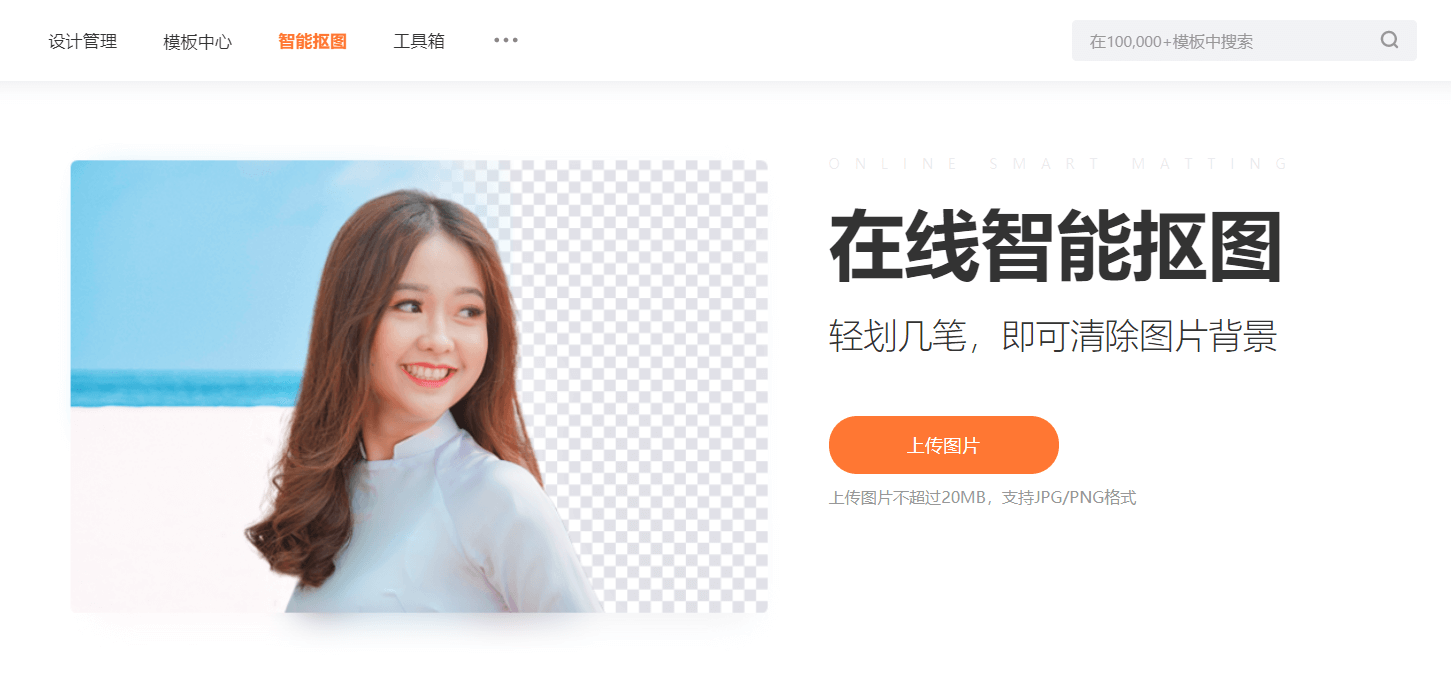 设计管理 模板中心 智能抠图 工具箱 ••• 在100,000+模板中搜索
ONLINE SMART MATTING
在线智能抠图
轻划几笔，即可清除图片背景
上传图片
上传图片不超过20MB，支持JPG/PNG格式